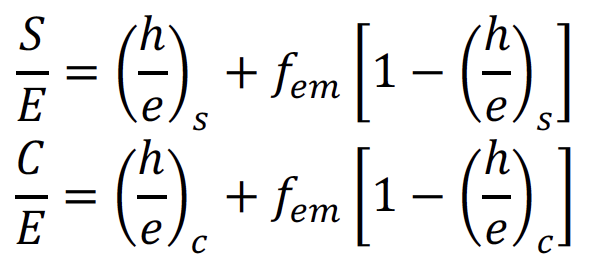 S/E = (h/e)_s + f_em [1 − (h/e)_s]
C/E = (h/e)_c + f_em [1 − (h/e)_c]